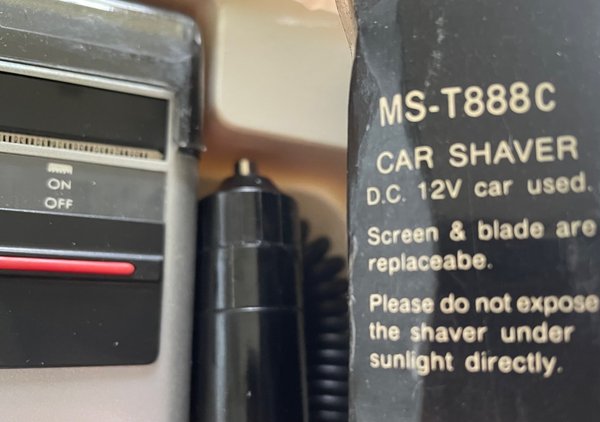 ON
OFF
MS-T888C
CAR SHAVER
D.C. 12V car used.
Screen & blade are
replaceabe.
Please do not expose
the shaver under
sunlight directly.